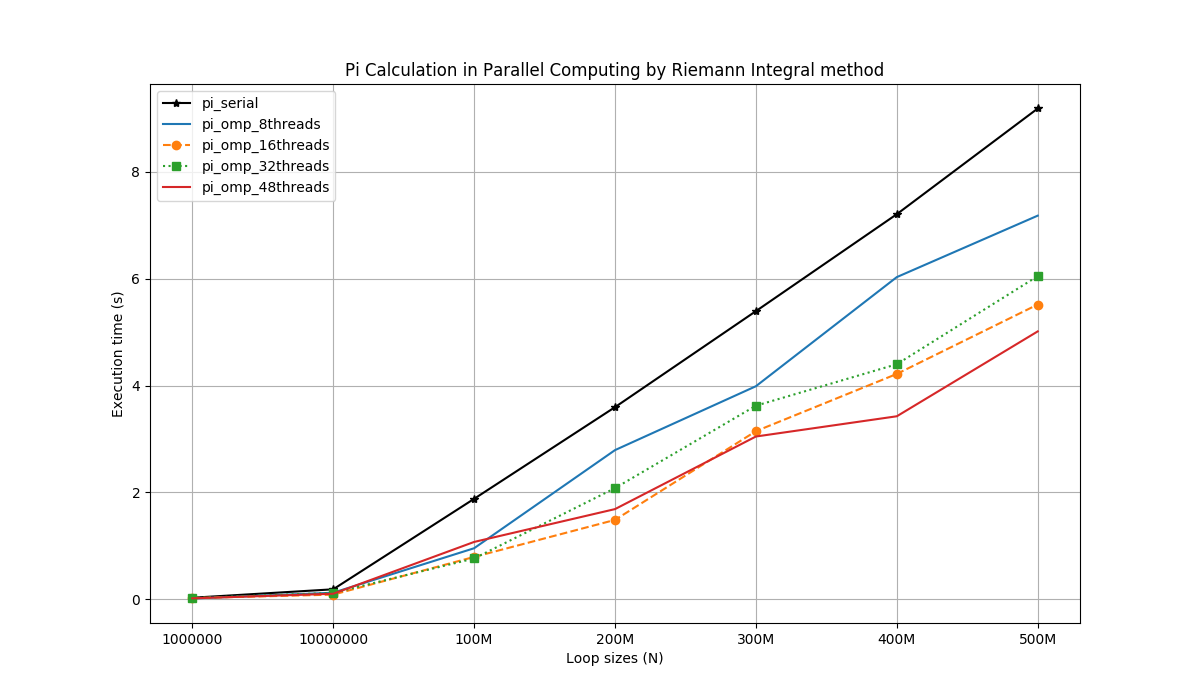 Pi Calculation in Parallel Computing by Riemann Integral method
pi_serial
pi_omp_8threads
pi_omp_16threads
pi_omp_32threads
pi_omp_48threads
Execution time (s)
8
6
4
2
0
10000000 10000000 100M 200M 300M 400M 500M
Loop sizes (N)